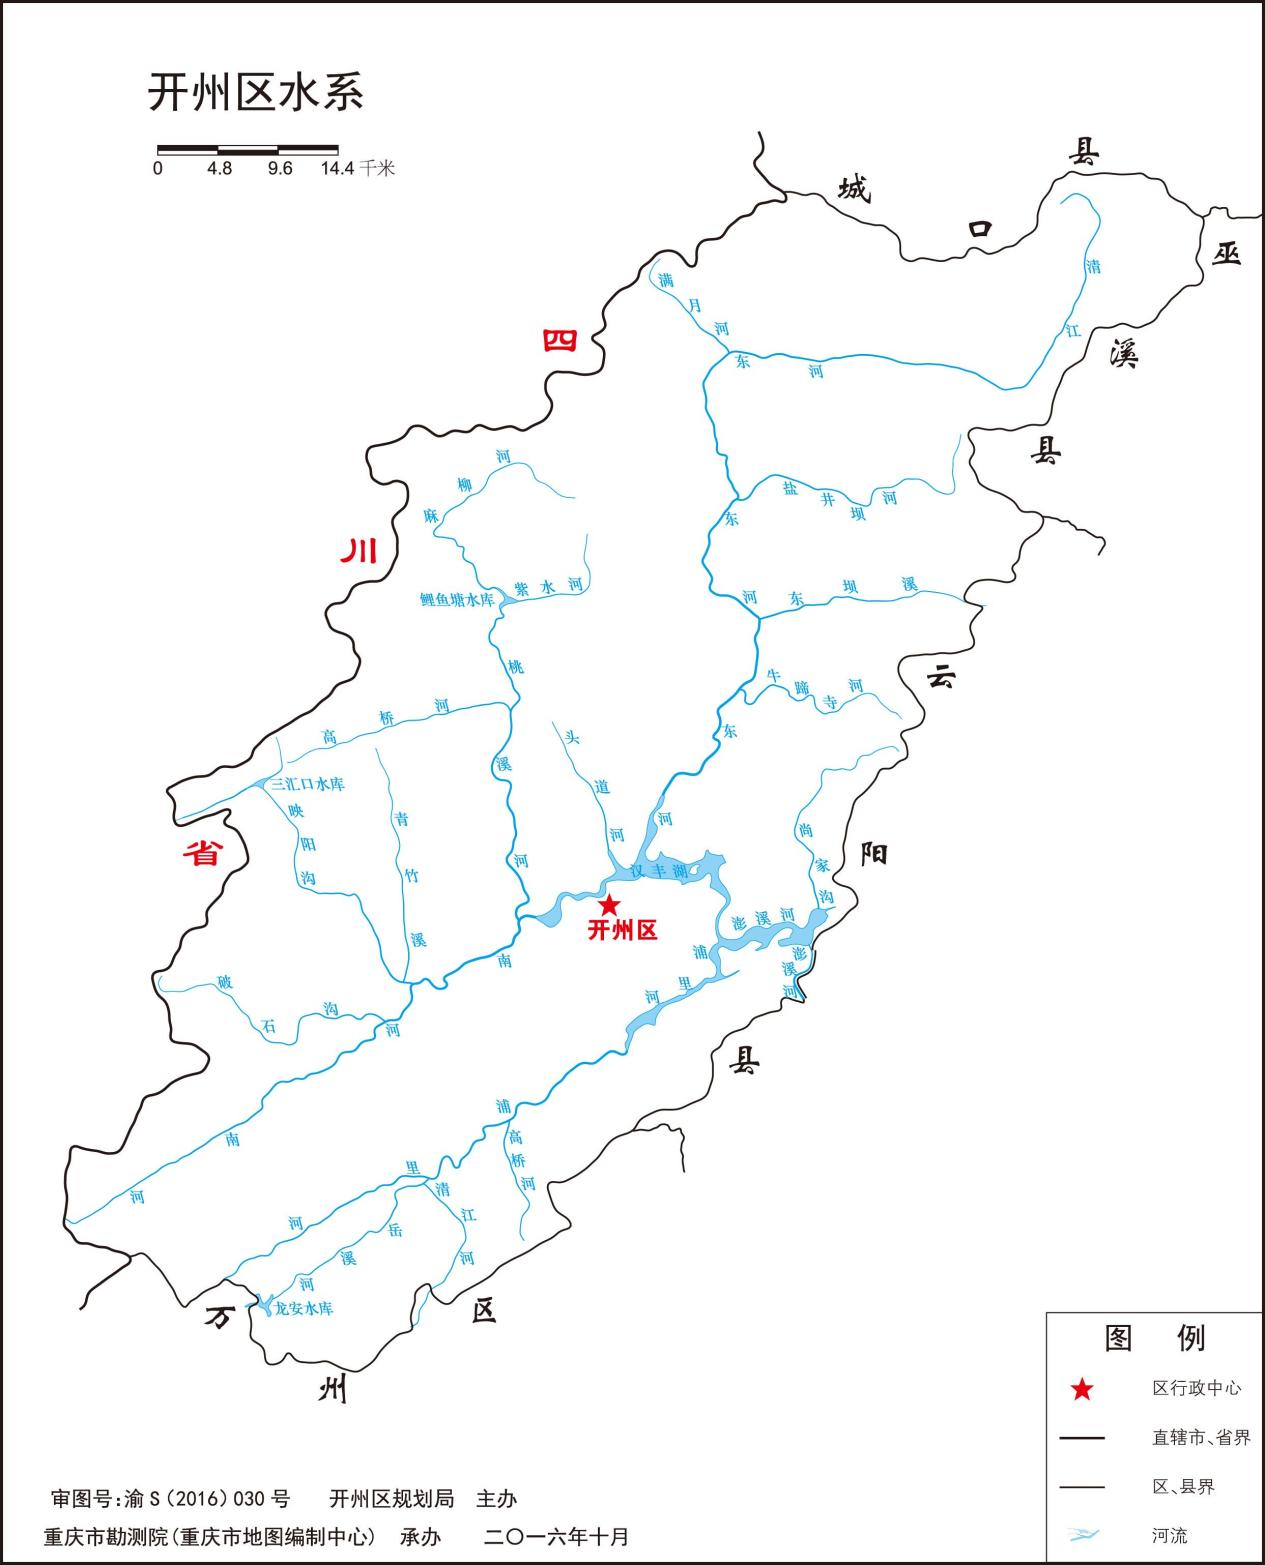 开州区水系
0 4.8 9.6 14.4 千米
城口县
巫溪县
四川省
满月河
清江
东河
麻柳河
盐井坝河
东河
东坝溪
鲤鱼塘水库
紫水河
桃溪河
牛蹄寺河
高桥河
东河
头道河
三汇口水库
映阳沟
青竹溪
尚家沟
汉丰湖
开州区
澎溪河
澎溪河
浦里河
云阳县
破石沟
南河
南河
浦里河
高桥河
清江河
岳溪河
龙安水库
万州区
图 例
区行政中心
直辖市、省界
区、县界
河流
审图号:渝S(2016)030号 开州区规划局 主办
重庆市勘测院(重庆市地图编制中心) 承办 二〇一六年十月